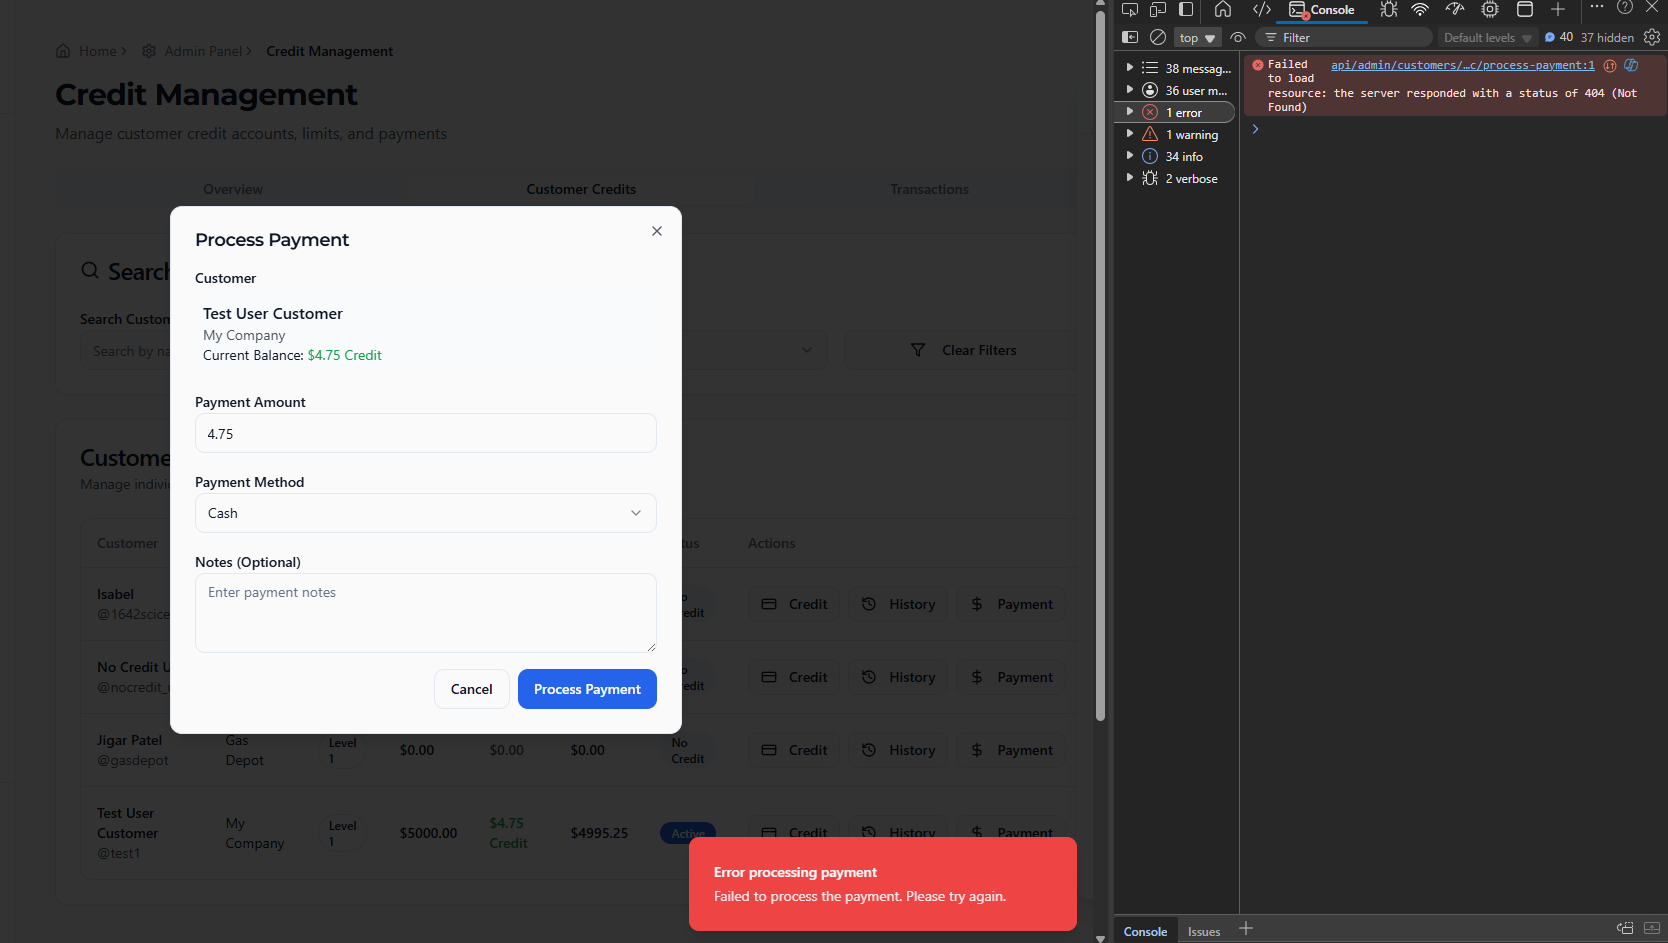 Home > Admin Panel > Credit Management
Credit Management
Manage customer credit accounts, limits, and payments
Overview Customer Credits Transactions
Search
Search Custom
Search by na
Clear Filters
Custome
Manage indivi
Customer Actions
Isabel
@1642scice
Credit History Payment
No Credit U
@nocredit_
Credit History Payment
Jigar Patel
@gasdepot
Gas
Depot
Level
1
$0.00 $0.00 $0.00
No
Credit
Credit History Payment
Test User
Customer
@test1
My
Company
Level
1
$5000.00
$4.75
Credit
$4995.25
Active
Credit History Payment
Process Payment
Customer
Test User Customer
My Company
Current Balance: $4.75 Credit
Payment Amount
4.75
Payment Method
Cash
Notes (Optional)
Enter payment notes
Cancel Process Payment
Error processing payment
Failed to process the payment. Please try again.
Console
top Filter Default levels 40 37 hidden
38 messag...
36 user m...
1 error
1 warning
34 info
2 verbose
Failed api/admin/customers/…c/process-payment:1
to load
resource: the server responded with a status of 404 (Not
Found)
Console Issues